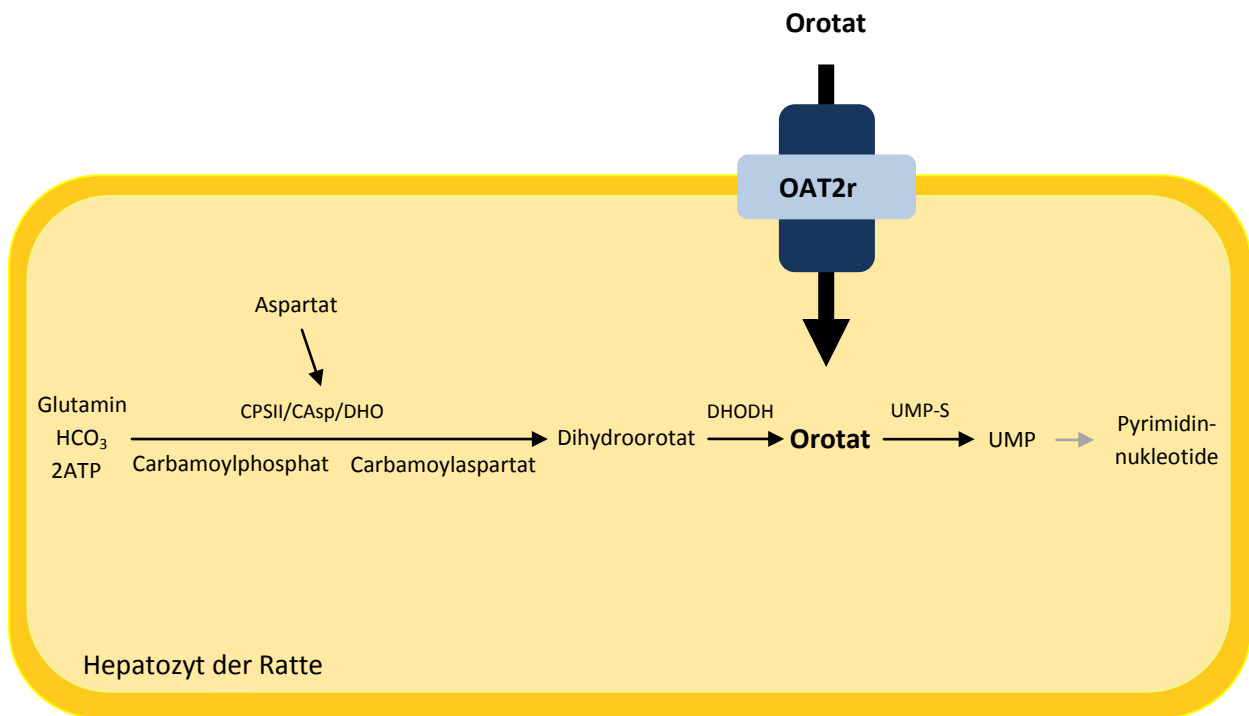 Orotat
OAT2r
Aspartat
Glutamin
HCO₃
2ATP
CPSII/CAsp/DHO
Carbamoylphosphat
Carbamoylaspartat
Dihydroorotat
DHODH
Orotat
UMP-S
UMP
Pyrimidin-
nukleotide
Hepatozyt der Ratte